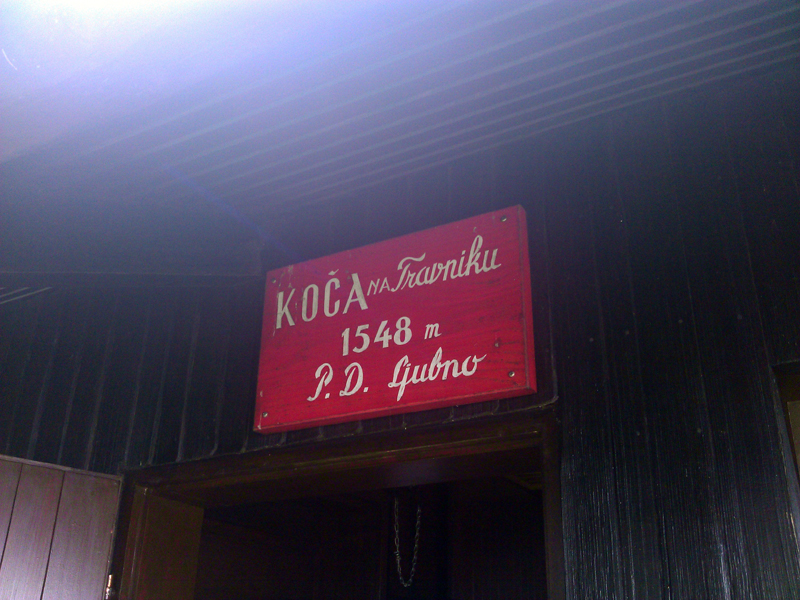 KOČA NA Travniku
1548 m
P. D. Ljubno